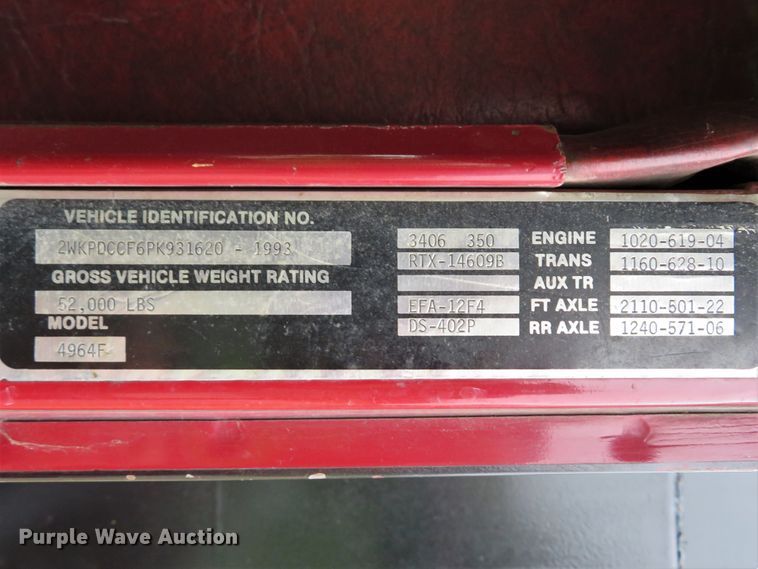 VEHICLE IDENTIFICATION NO.
2WKPDCCF6PK931620 - 1993
GROSS VEHICLE WEIGHT RATING
52,000 LBS
MODEL
4964F
3406 350 ENGINE 1020-619-04
RTX-14609B TRANS 1160-628-10
AUX TR
EFA-12F4 FT AXLE 2110-501-22
DS-402P RR AXLE 1240-571-06
Purple Wave Auction